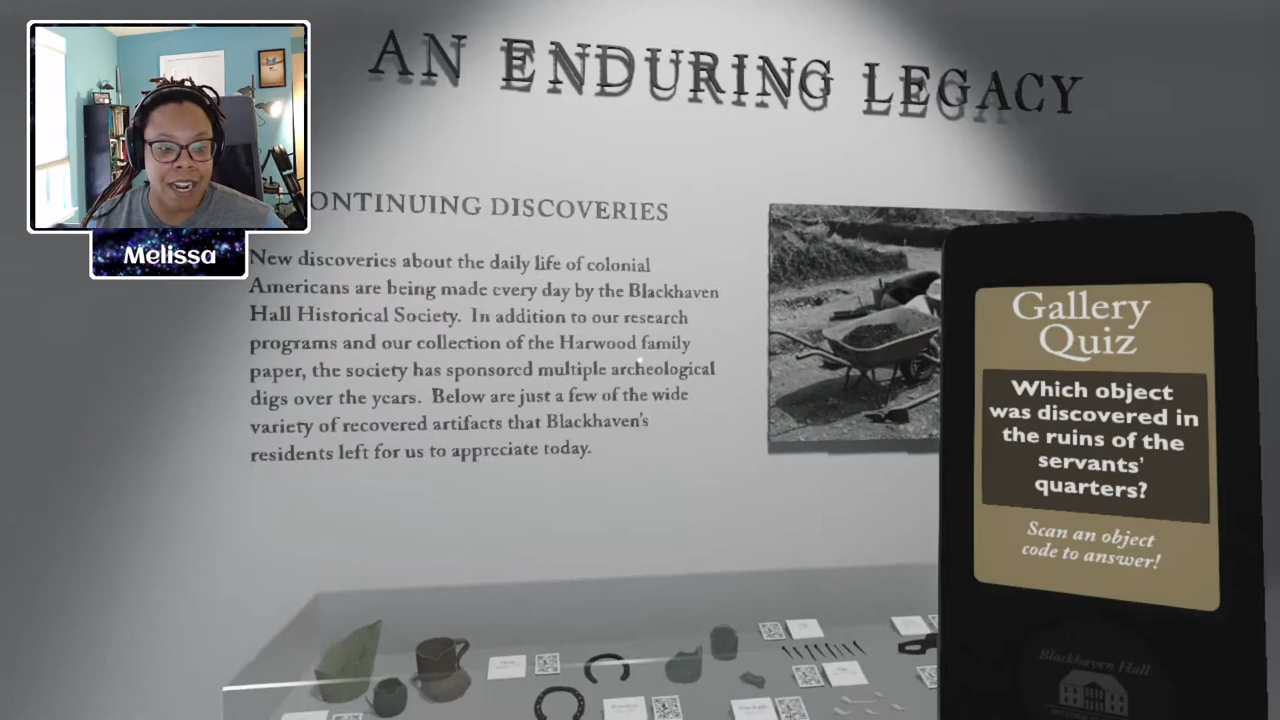 AN ENDURING LEGACY
ONTINUING DISCOVERIES
New discoveries about the daily life of colonial
Americans are being made every day by the Blackhaven
Hall Historical Society. In addition to our research
programs and our collection of the Harwood family
paper, the society has sponsored multiple archeological
digs over the years. Below are just a few of the wide
variety of recovered artifacts that Blackhaven's
residents left for us to appreciate today.
Melissa
Gallery
Quiz
Which object
was discovered in
the ruins of the
servants'
quarters?
Scan an object
code to answer!
Blackhaven Hall